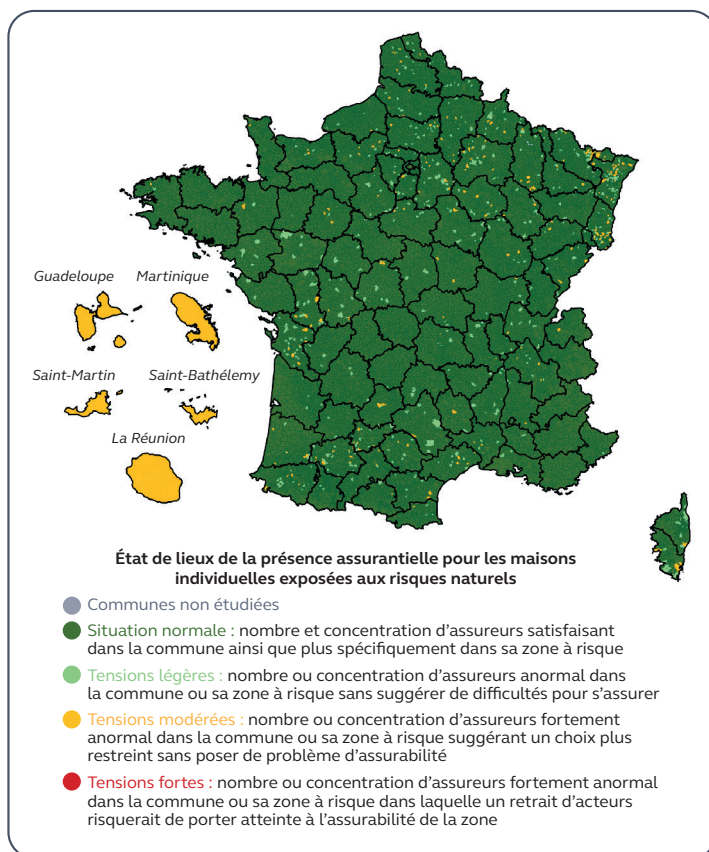 Guadeloupe
Martinique
Saint-Martin
Saint-Bathélemy
La Réunion
État de lieux de la présence assurantielle pour les maisons
individuelles exposées aux risques naturels
Communes non étudiées
Situation normale : nombre et concentration d'assureurs satisfaisant
dans la commune ainsi que plus spécifiquement dans sa zone à risque
Tensions légères : nombre ou concentration d'assureurs anormal dans
la commune ou sa zone à risque sans suggérer de difficultés pour s'assurer
Tensions modérées : nombre ou concentration d'assureurs fortement
anormal dans la commune ou sa zone à risque suggérant un choix plus
restreint sans poser de problème d'assurabilité
Tensions fortes : nombre ou concentration d'assureurs fortement anormal
dans la commune ou sa zone à risque dans laquelle un retrait d'acteurs
risquerait de porter atteinte à l'assurabilité de la zone